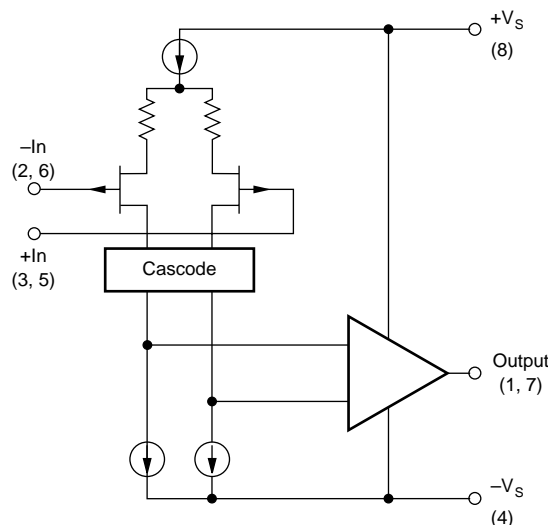 +VS
(8)
–In
(2, 6)
+In
(3, 5)
Cascode
Output
(1, 7)
–VS
(4)